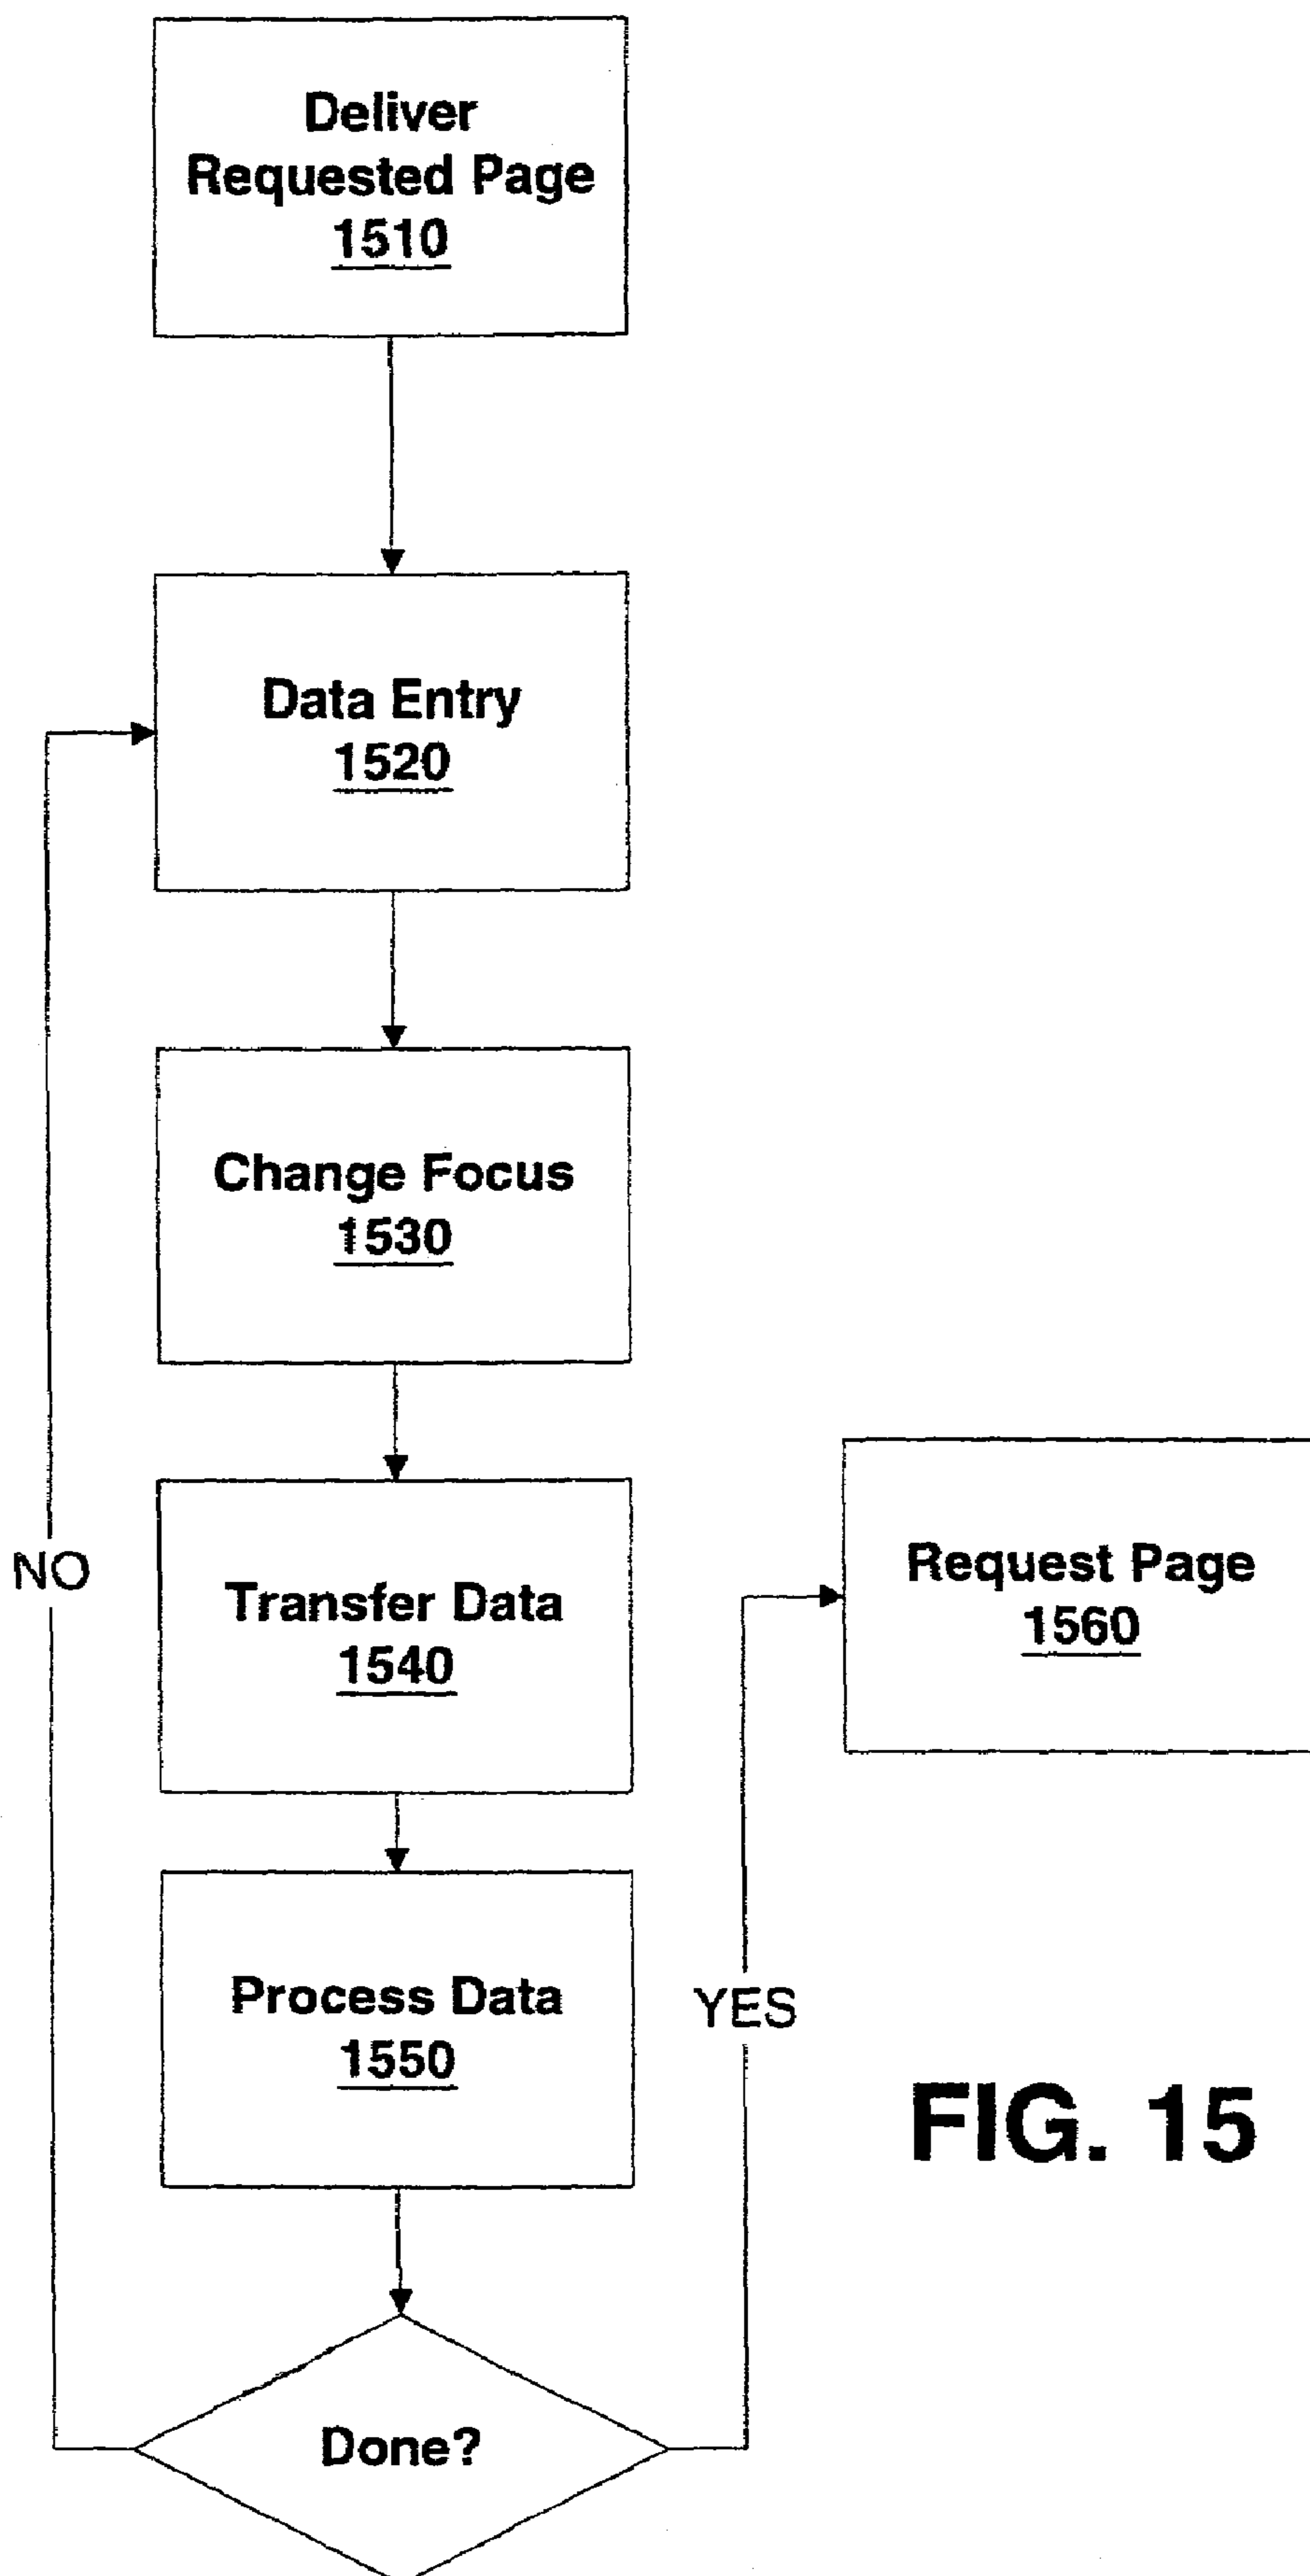 Deliver
Requested Page
1510
Data Entry
1520
Change Focus
1530
NO
Transfer Data
1540
Request Page
1560
Process Data
1550
YES
FIG. 15
Done?